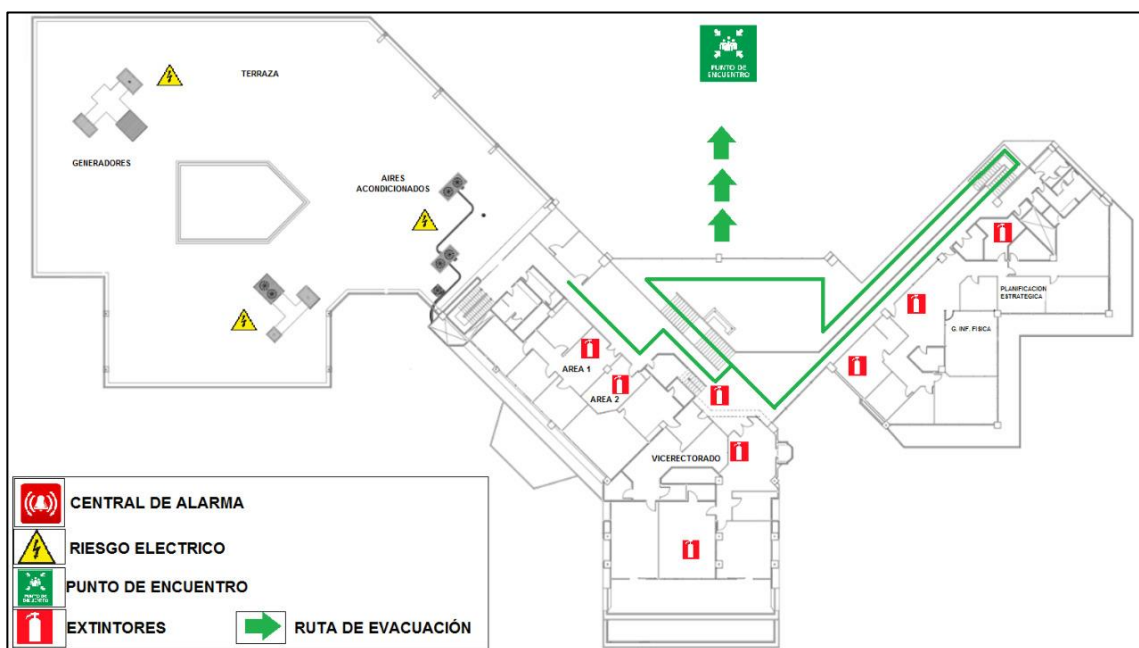 PUNTO DE
ENCUENTRO
TERRAZA
GENERADORES
AIRES
ACONDICIONADOS
PLANIFICACION
ESTRATEGICA
G. INF. FISICA
AREA 1
AREA 2
VICERECTORADO
CENTRAL DE ALARMA
RIESGO ELECTRICO
PUNTO DE ENCUENTRO
EXTINTORES
RUTA DE EVACUACIÓN